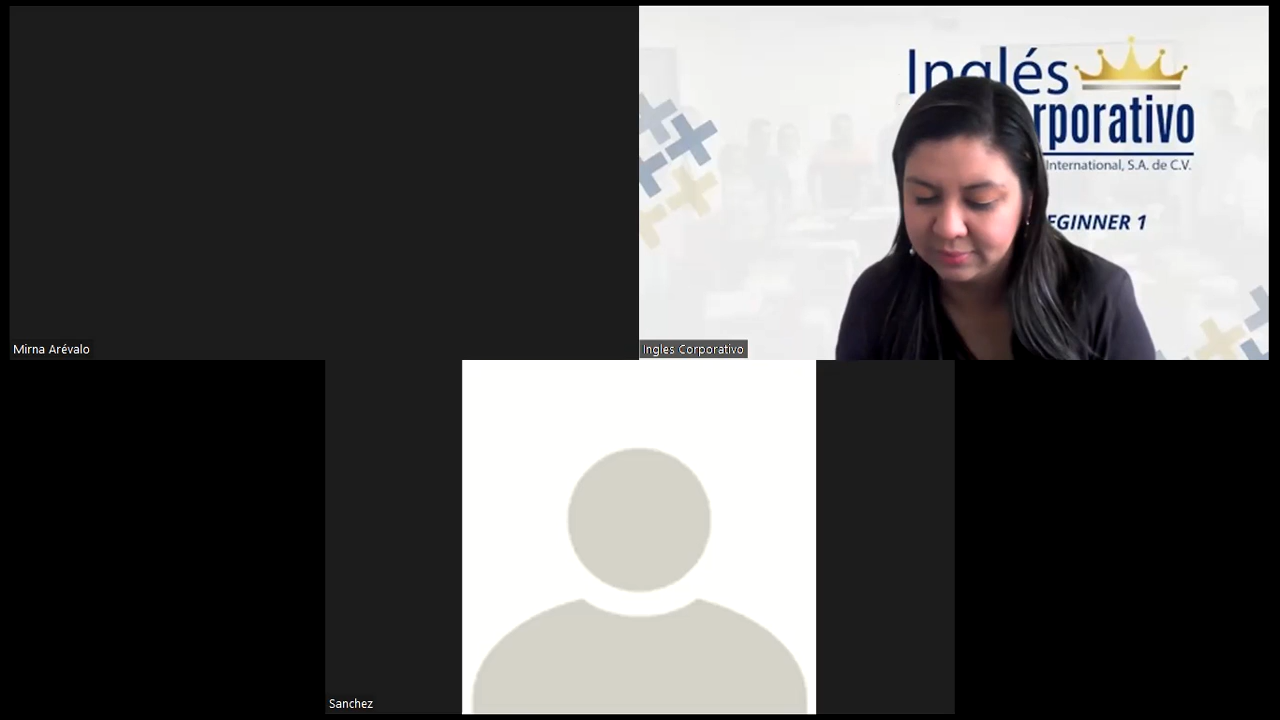 Inglés
rporativo
International, S.A. de C.V.
EGINNER 1
Mirna Arévalo
Ingles Corporativo
Sanchez